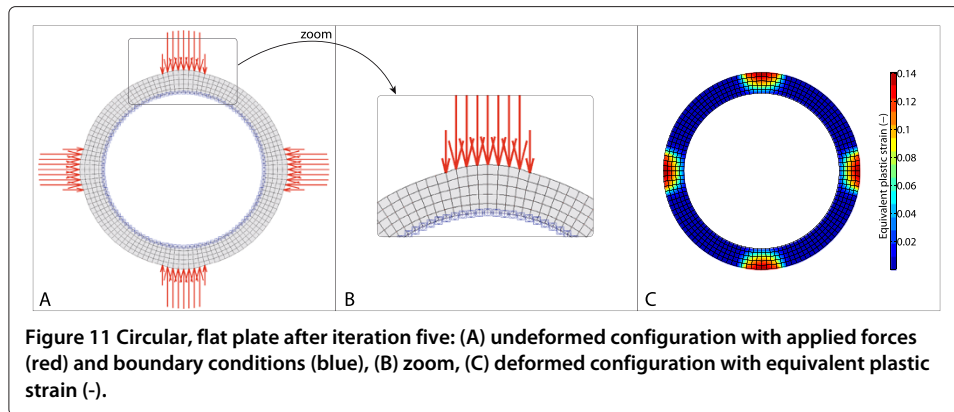 zoom
A
B
C
0.14
0.12
0.10
0.08
0.06
0.04
0.02
Equivalent plastic strain (−)
Figure 11 Circular, flat plate after iteration five: (A) undeformed configuration with applied forces
(red) and boundary conditions (blue), (B) zoom, (C) deformed configuration with equivalent plastic
strain (-).